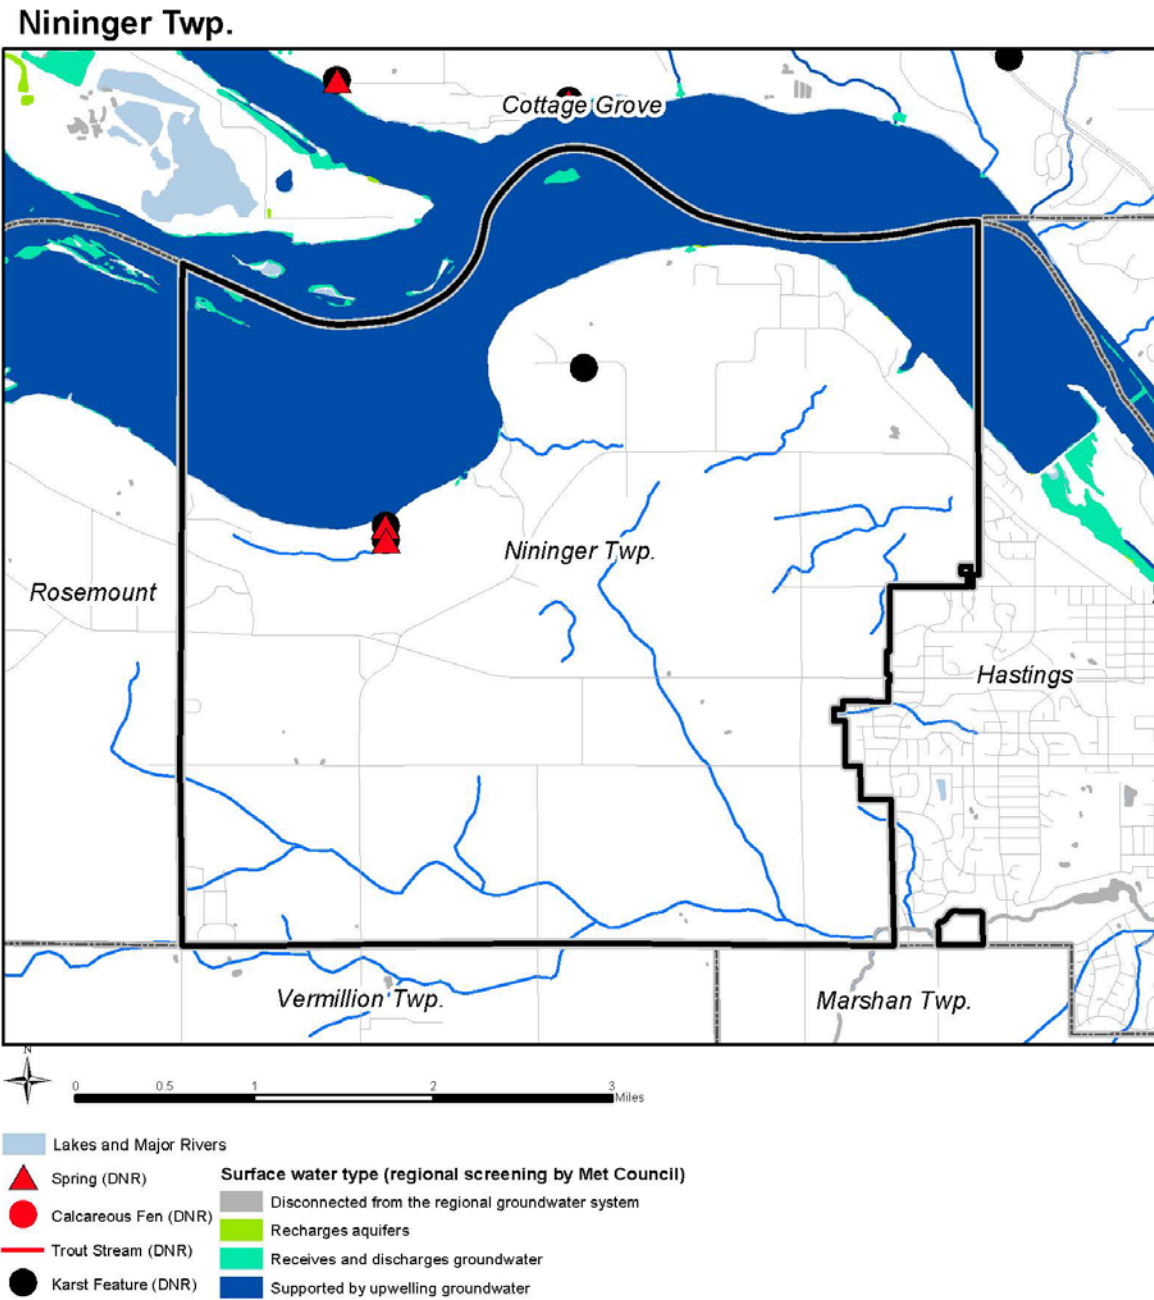 Nininger Twp.
Cottage Grove
Nininger Twp.
Rosemount
Hastings
Vermillion Twp.
Marshan Twp.
N
0 0.5 1 2 3
Miles
Lakes and Major Rivers
Spring (DNR)
Calcareous Fen (DNR)
Trout Stream (DNR)
Karst Feature (DNR)
Surface water type (regional screening by Met Council)
Disconnected from the regional groundwater system
Recharges aquifers
Receives and discharges groundwater
Supported by upwelling groundwater